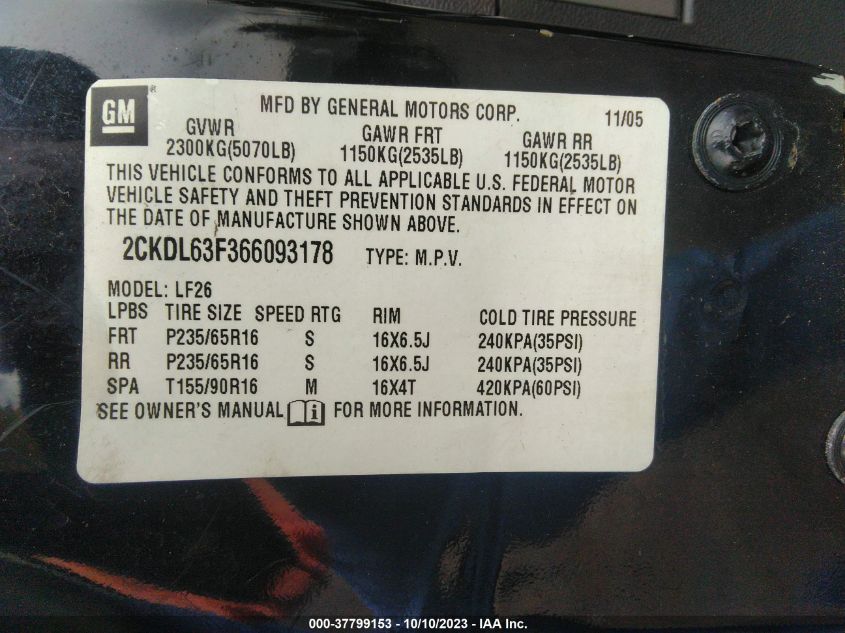 GM ®
MFD BY GENERAL MOTORS CORP. 11/05
GVWR GAWR FRT GAWR RR
2300KG(5070LB) 1150KG(2535LB) 1150KG(2535LB)
THIS VEHICLE CONFORMS TO ALL APPLICABLE U.S. FEDERAL MOTOR
VEHICLE SAFETY AND THEFT PREVENTION STANDARDS IN EFFECT ON
THE DATE OF MANUFACTURE SHOWN ABOVE.
2CKDL63F366093178 TYPE: M.P.V.
MODEL: LF26
LPBS TIRE SIZE SPEED RTG RIM COLD TIRE PRESSURE
FRT P235/65R16 S 16X6.5J 240KPA(35PSI)
RR P235/65R16 S 16X6.5J 240KPA(35PSI)
SPA T155/90R16 M 16X4T 420KPA(60PSI)
SEE OWNER'S MANUAL i FOR MORE INFORMATION.
000-37799153 - 10/10/2023 - IAA Inc.